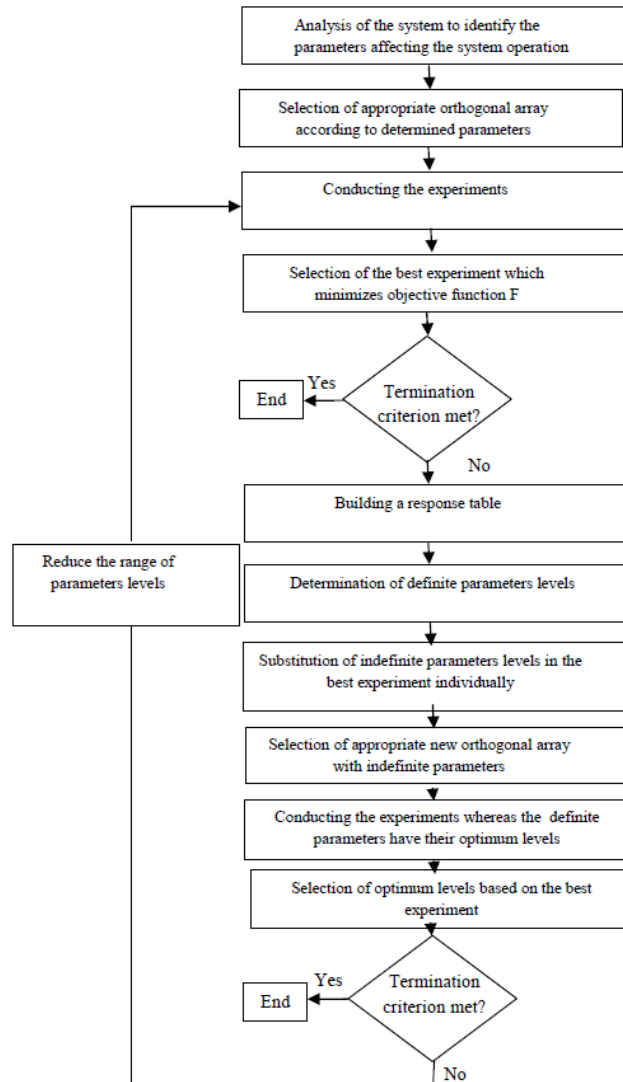 Analysis of the system to identify the
parameters affecting the system operation
Selection of appropriate orthogonal array
according to determined parameters
Conducting the experiments
Selection of the best experiment which
minimizes objective function F
Termination
criterion met?
Yes
End
No
Building a response table
Reduce the range of
parameters levels
Determination of definite parameters levels
Substitution of indefinite parameters levels in the
best experiment individually
Selection of appropriate new orthogonal array
with indefinite parameters
Conducting the experiments whereas the definite
parameters have their optimum levels
Selection of optimum levels based on the best
experiment
Termination
criterion met?
Yes
End
No